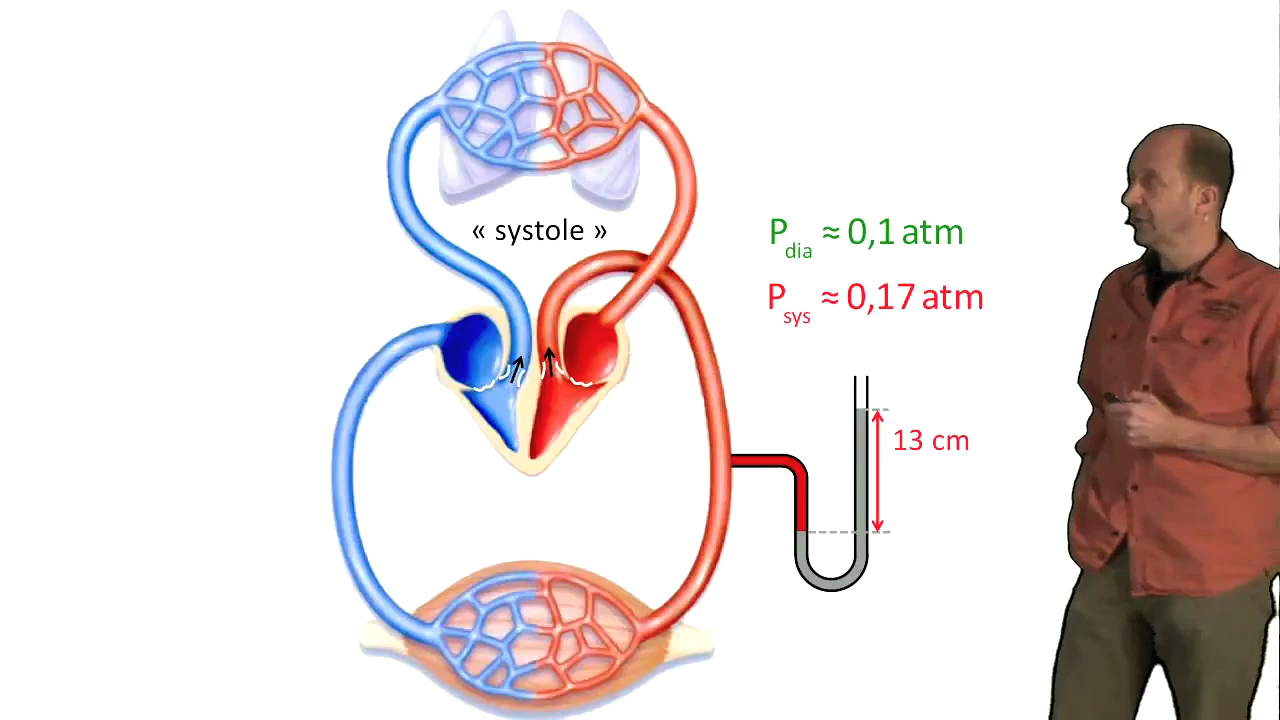 « systole »
P_dia ≈ 0,1 atm
P_sys ≈ 0,17 atm
13 cm